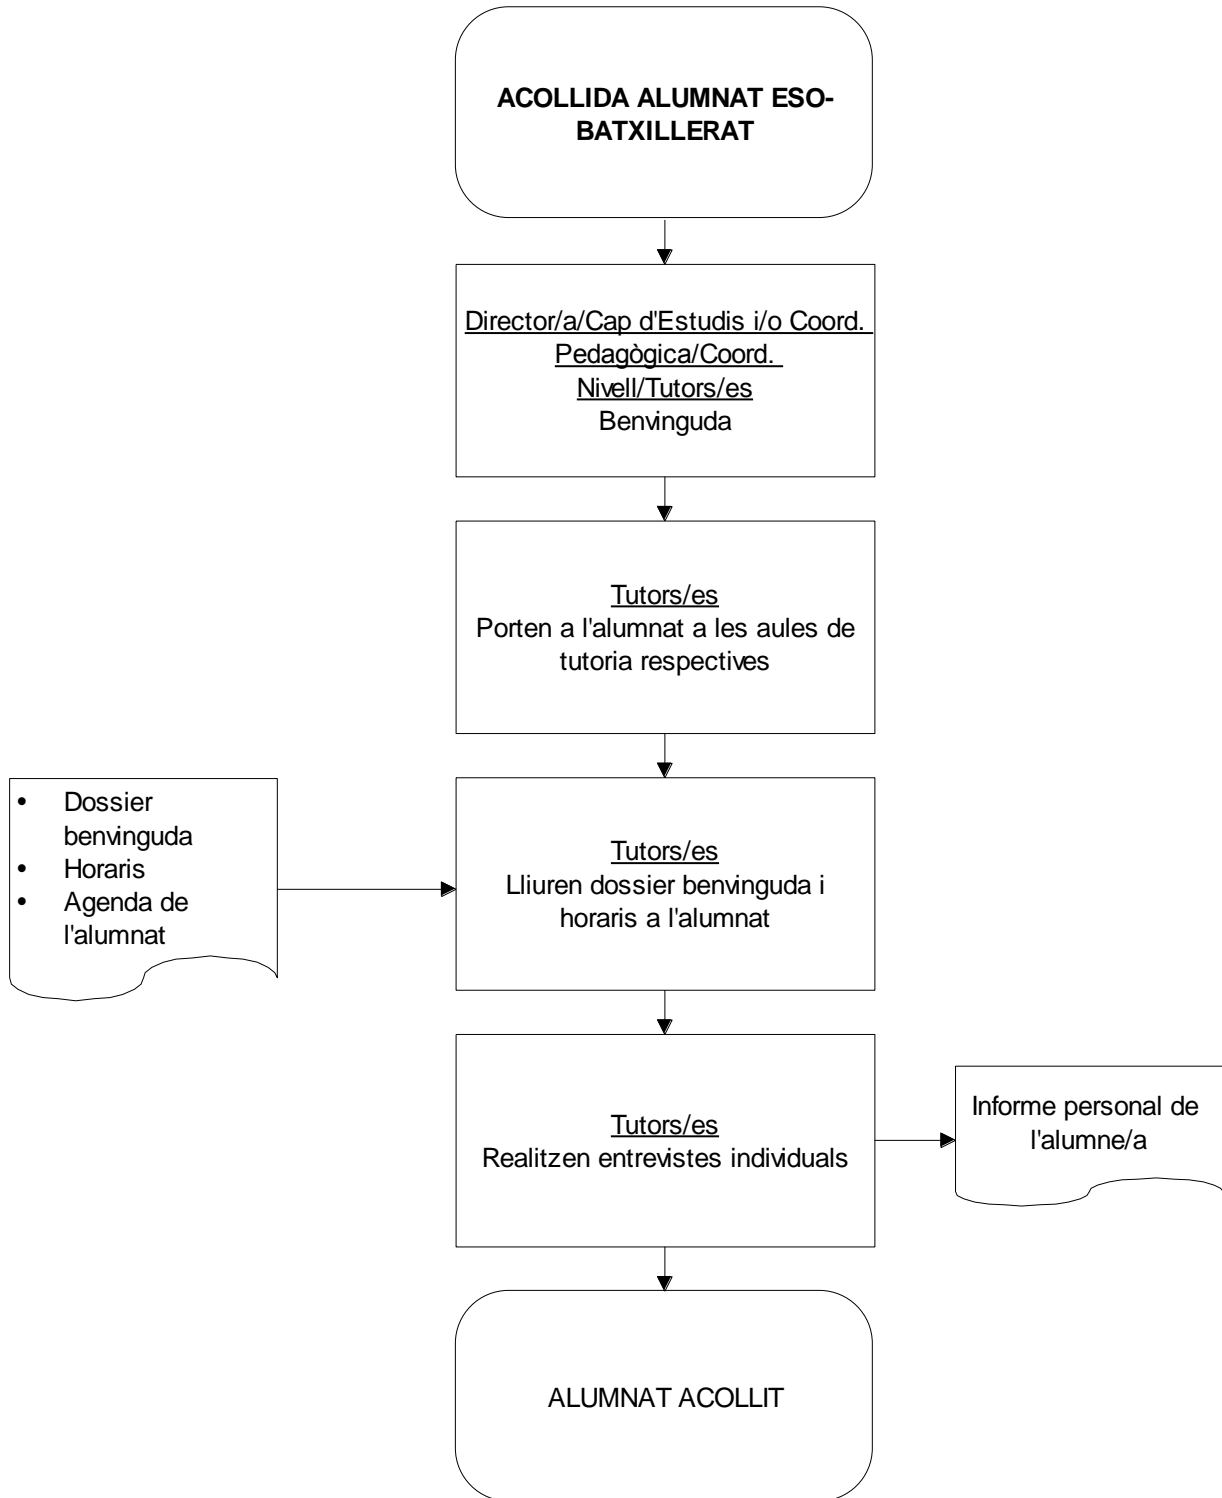 ACOLLIDA ALUMNAT ESO-
BATXILLERAT
Director/a/Cap d'Estudis i/o Coord.
Pedagògica/Coord.
Nivell/Tutors/es
Benvinguda
Tutors/es
Porten a l'alumnat a les aules de
tutoria respectives
• Dossier
benvinguda
• Horaris
• Agenda de
l'alumnat
Tutors/es
Lliuren dossier benvinguda i
horaris a l'alumnat
Tutors/es
Realitzen entrevistes individuals
Informe personal de
l'alumne/a
ALUMNAT ACOLLIT